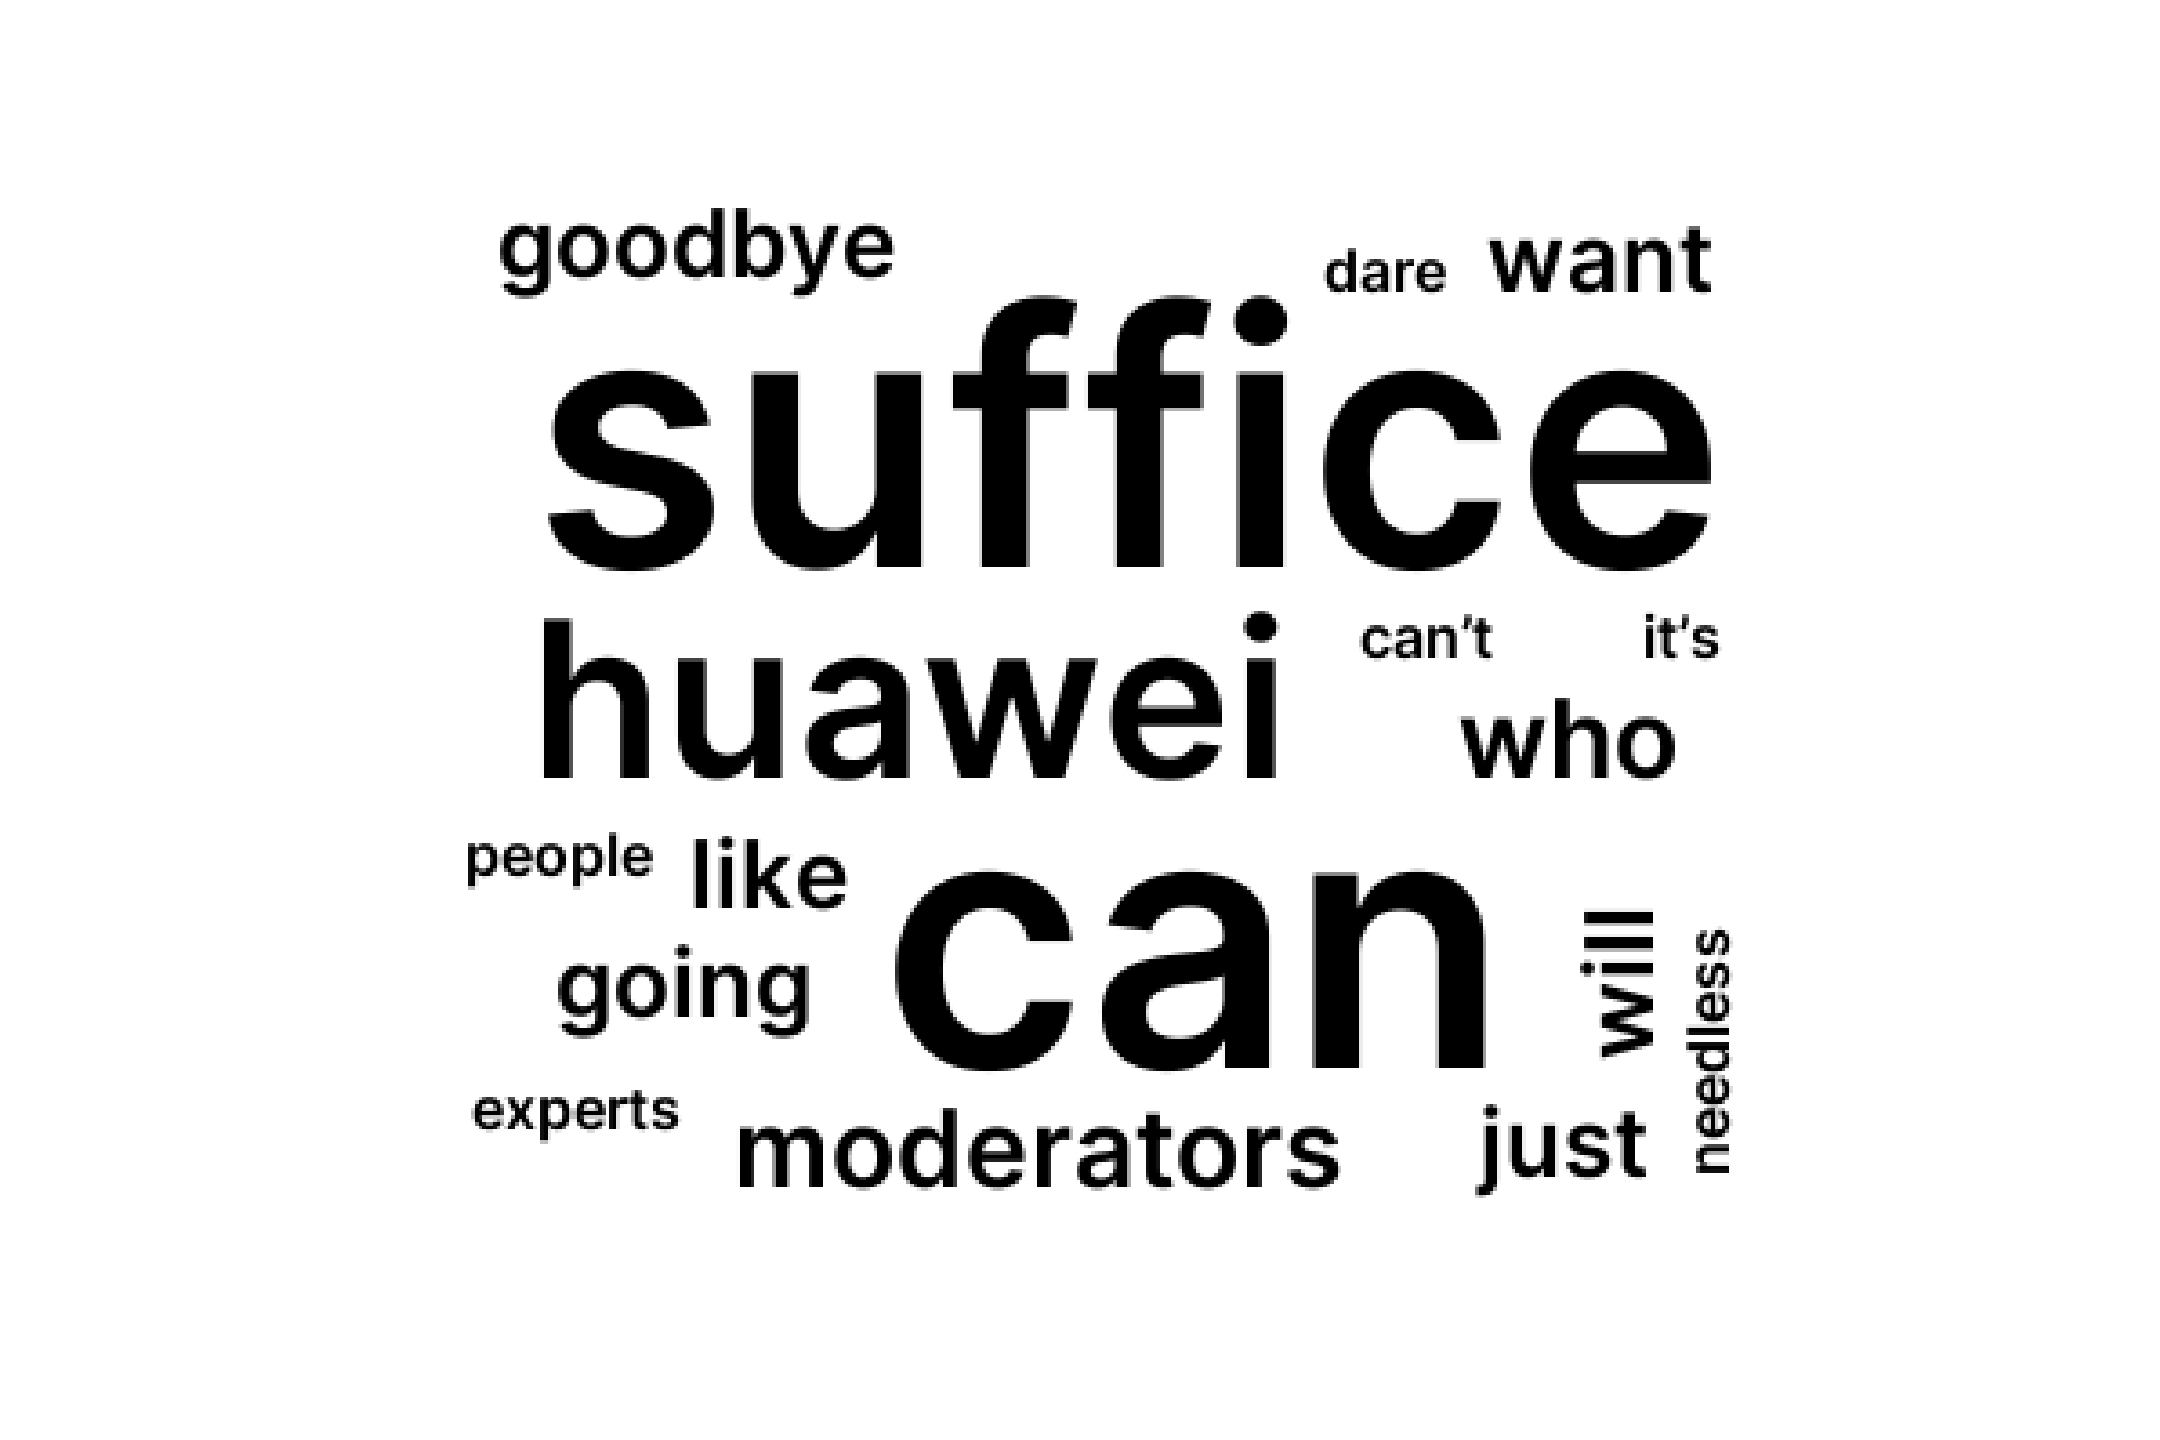 goodbye
dare want
suffice
huawei can't it's
who
people like can
going
will
needless
experts moderators just